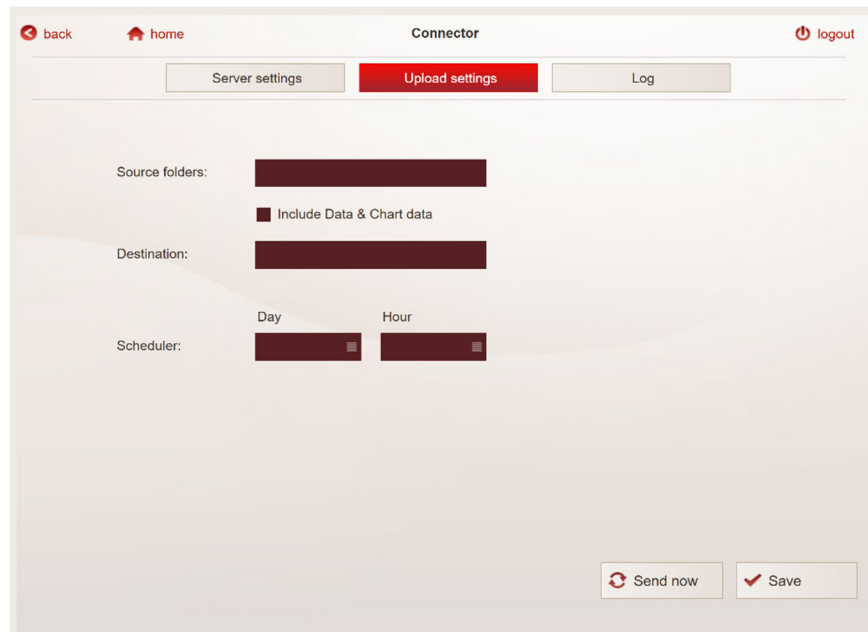 back home Connector logout
Server settings Upload settings Log
Source folders:
Include Data & Chart data
Destination:
Day Hour
Scheduler:
Send now Save